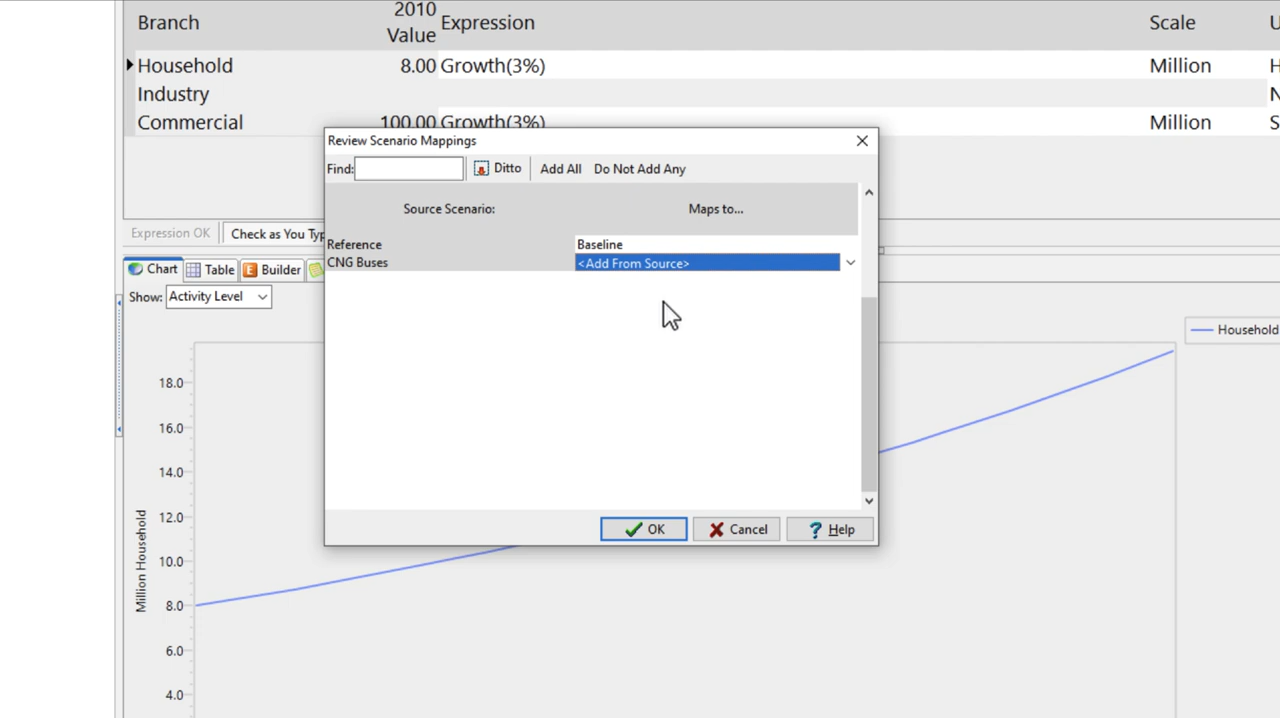 Branch 2010 Value Expression Scale
Household 8.00 Growth(3%) Million
Industry
Commercial 100.00 Growth(3%) Million
Review Scenario Mappings
Find: Ditto Add All Do Not Add Any
Source Scenario: Maps to...
Reference Baseline
CNG Buses <Add From Source>
Expression OK Check as You Typ
Chart Table Builder
Show: Activity Level
Household
18.0
16.0
14.0
12.0
10.0
8.0
6.0
4.0
Million Household
OK Cancel Help